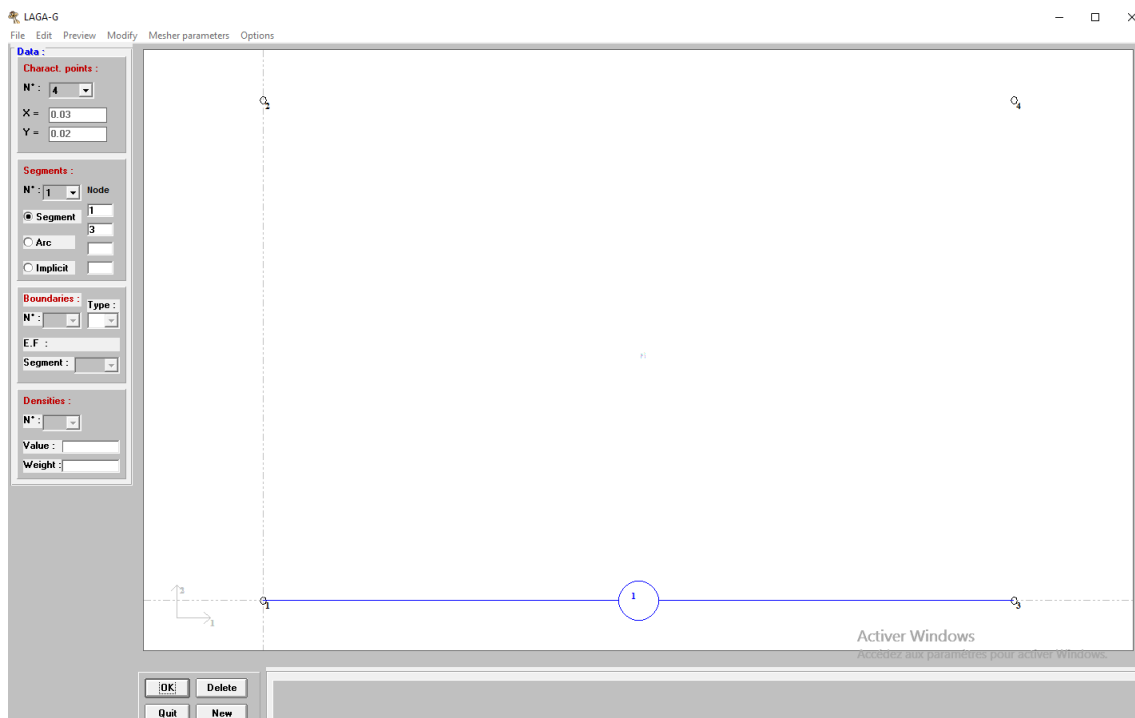 LAGA-G
File Edit Preview Modify Mesher parameters Options
Data :
Charact. points :
N° : 4
X = 0.03
Y = 0.02
Segments :
N° : 1 Node
1
Segment
3
Arc
Implicit
Boundaries : Type :
N° :
E.F :
Segment :
Densities :
N° :
Value :
Weight :
2
4
1
1
3
2
1
Activer Windows
Accédez aux paramètres pour activer Windows.
OK Delete
Quit New